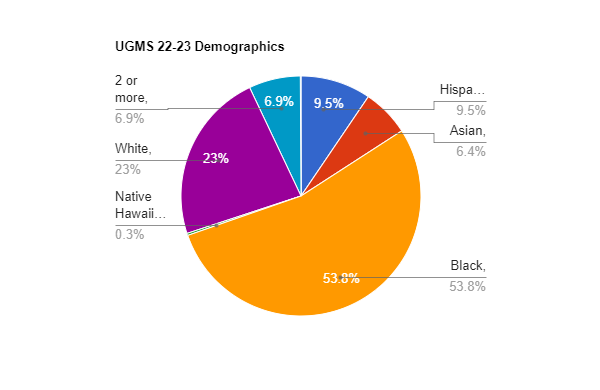 UGMS 22-23 Demographics
2 or
more,
6.9%
White,
23%
Native
Hawaii…
0.3%
6.9%
9.5%
23%
53.8%
Hispa…
9.5%
Asian,
6.4%
Black,
53.8%